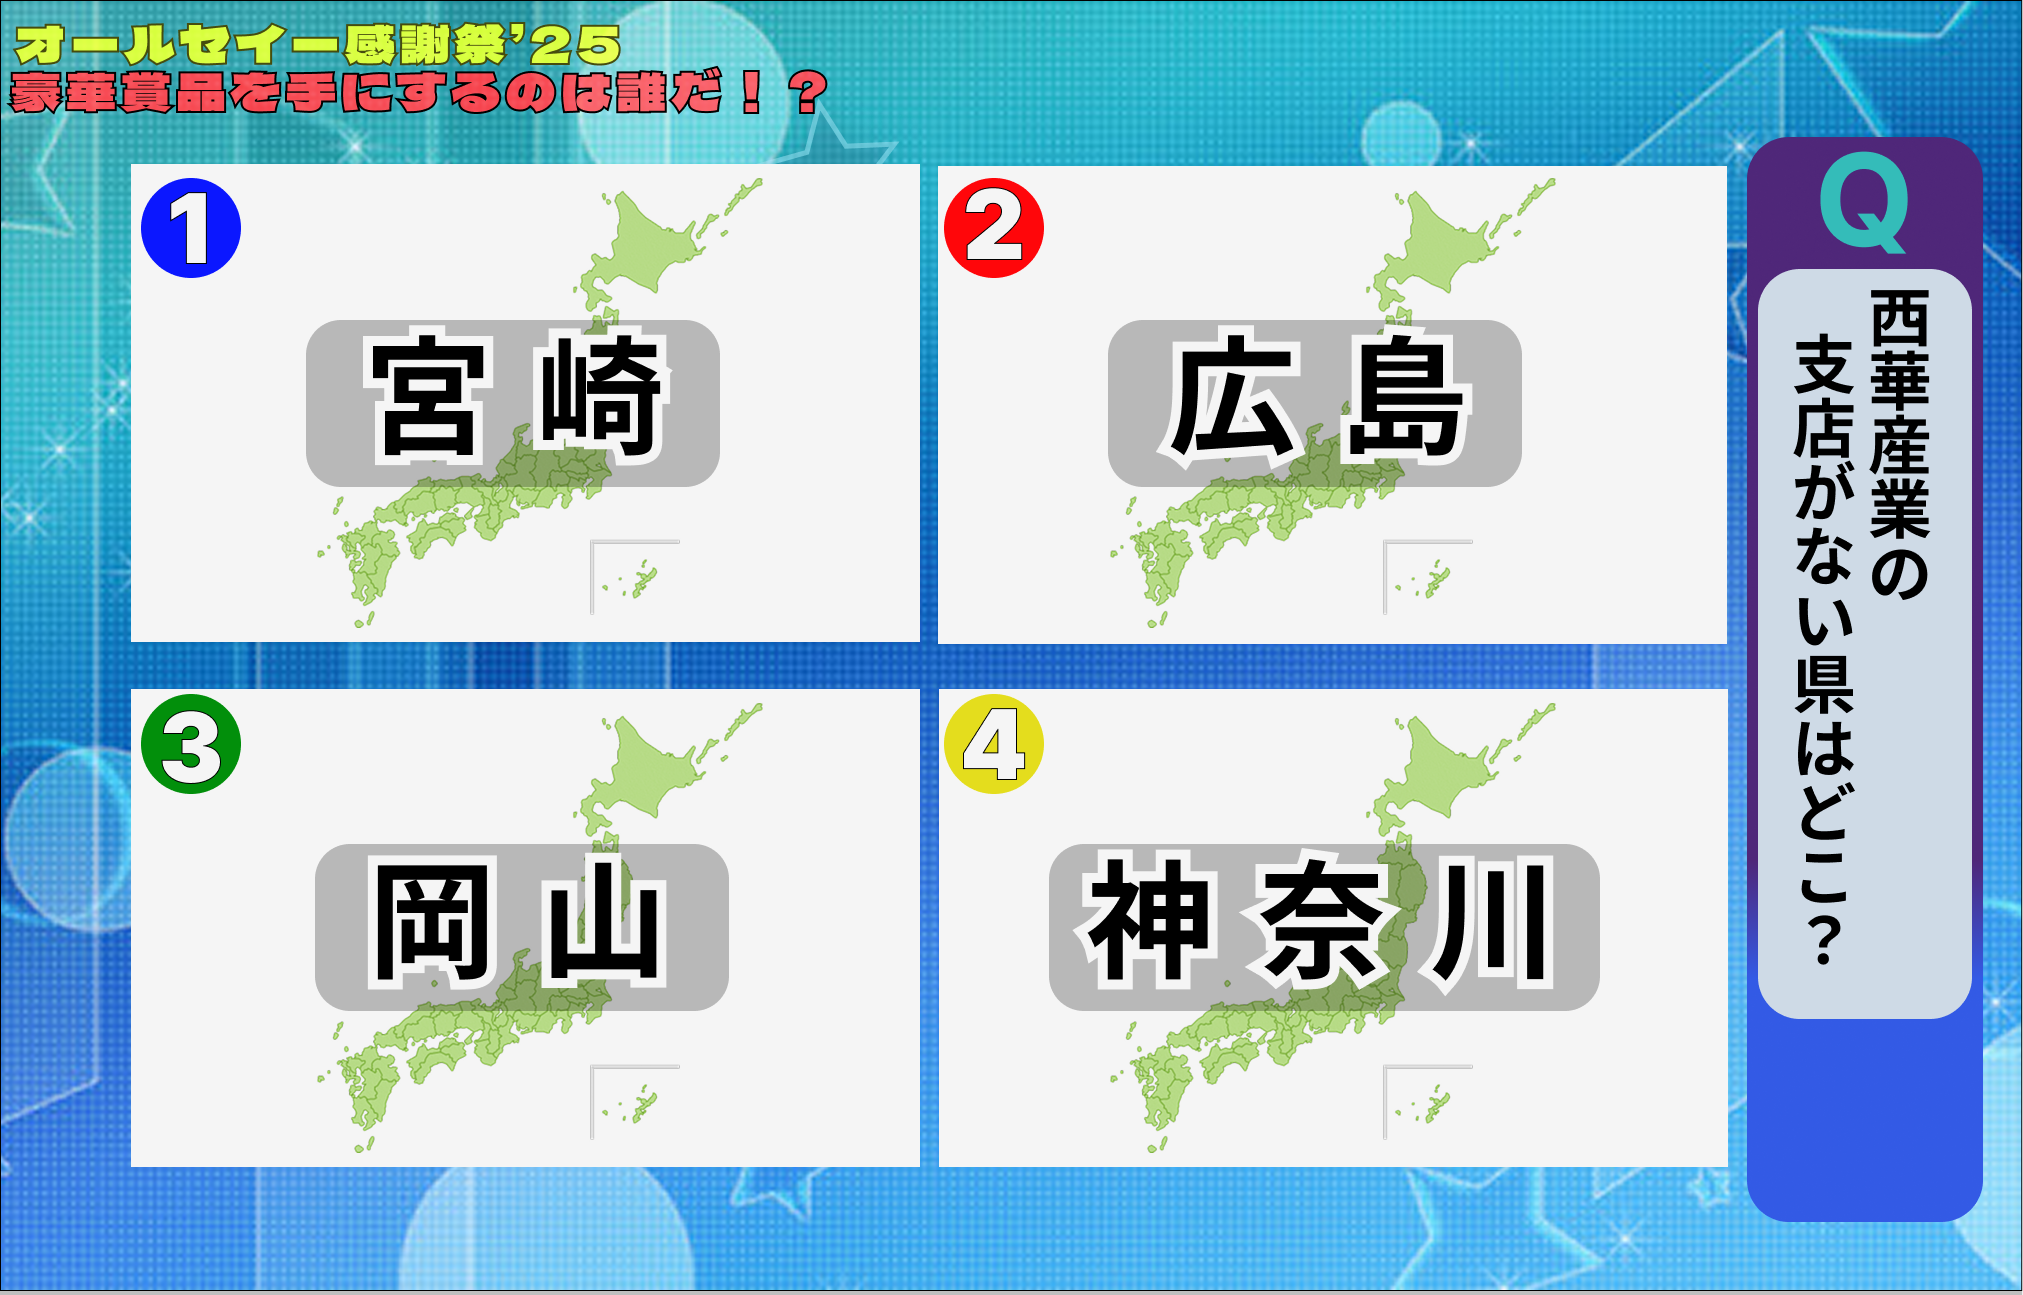 オールセイー感謝祭’25
豪華賞品を手にするのは誰だ！？
1
宮崎
2
広島
3
岡山
4
神奈川
Q
西華産業の
支店がない県はどこ？